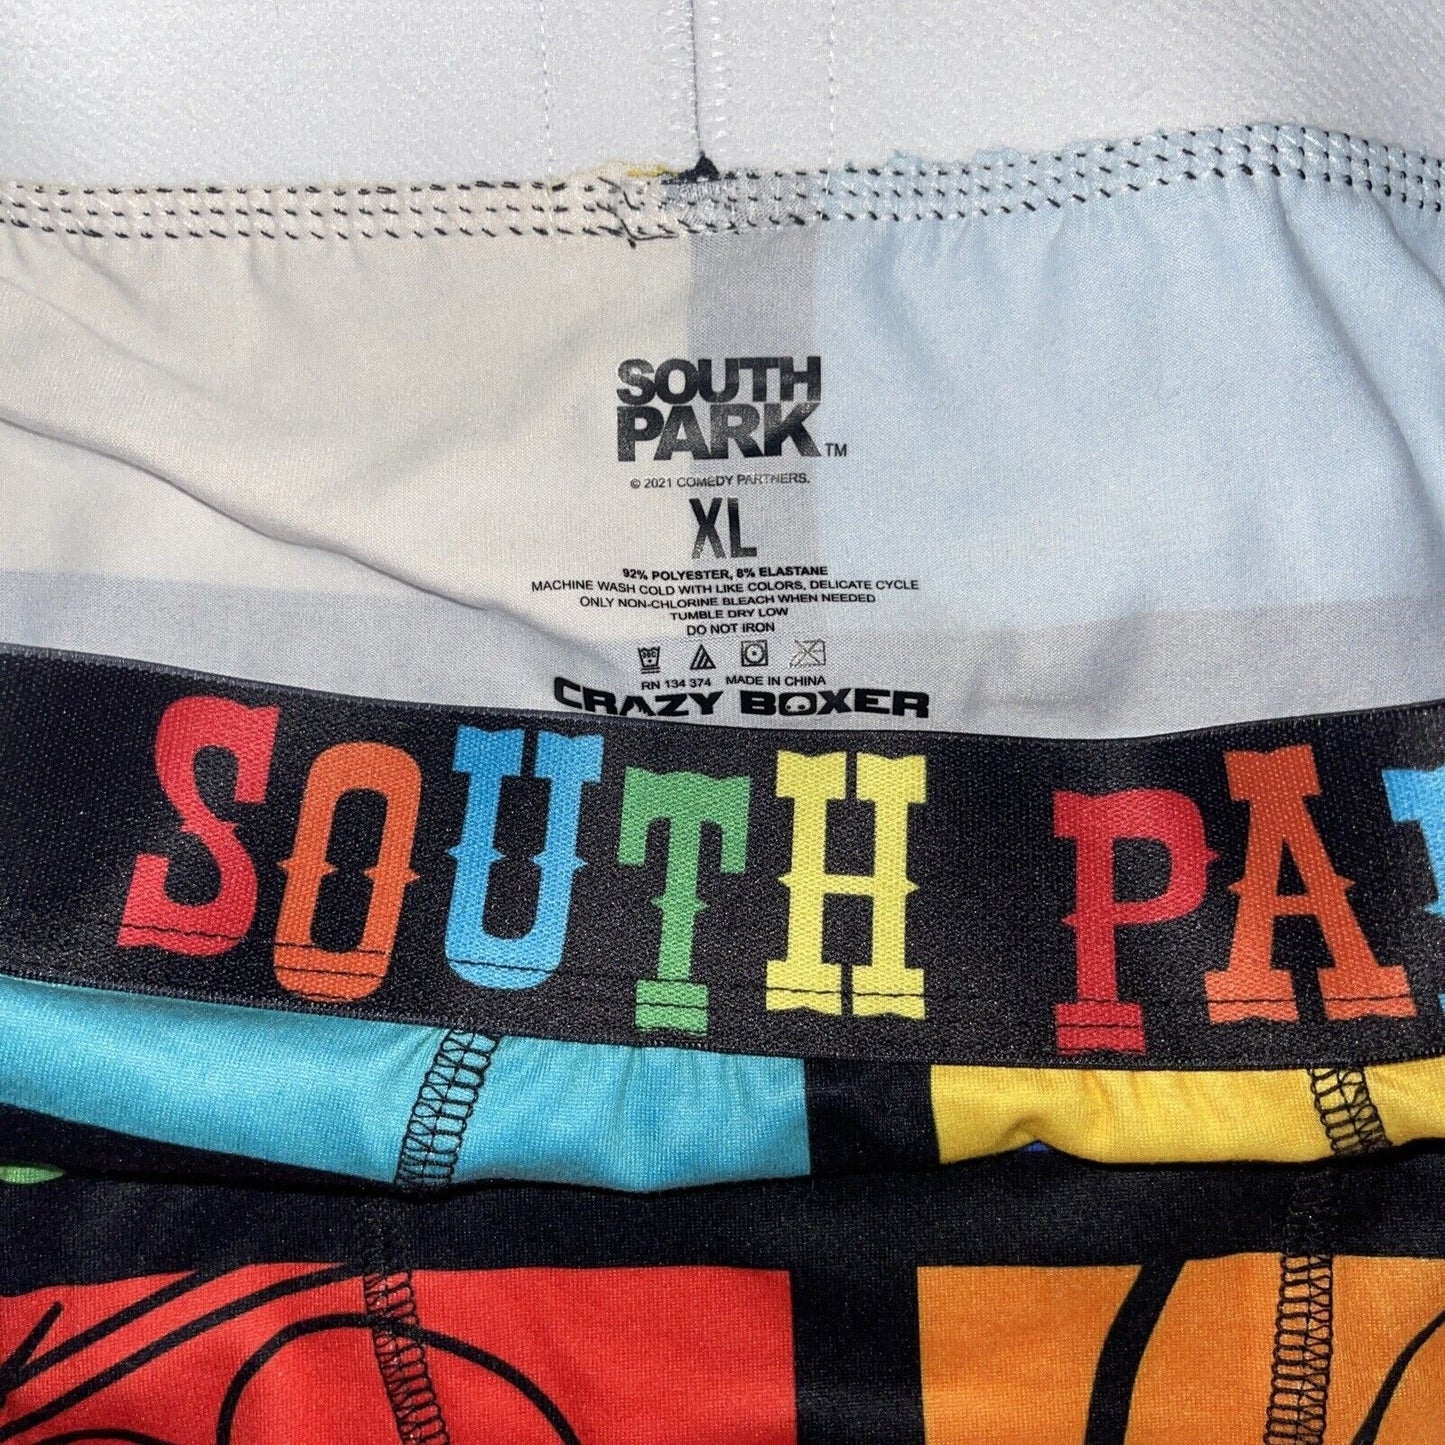 SOUTH
PARK™
© 2021 COMEDY PARTNERS.
XL
92% POLYESTER, 8% ELASTANE
MACHINE WASH COLD WITH LIKE COLORS, DELICATE CYCLE
ONLY NON-CHLORINE BLEACH WHEN NEEDED
TUMBLE DRY LOW
DO NOT IRON
RN 134 374 MADE IN CHINA
CRAZY BOXER
SOUTH PA